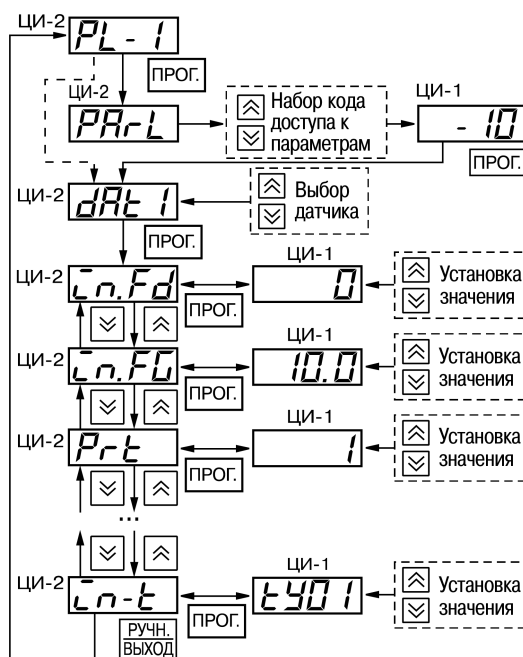 ЦИ-2 PL-1
ПРОГ.
ЦИ-2 PArL
Набор кода
доступа к
параметрам
ЦИ-1
-10
ПРОГ.
ЦИ-2 dAt1
Выбор
датчика
ПРОГ.
ЦИ-2 in.Fd
ПРОГ.
ЦИ-1
0
Установка
значения
ЦИ-2 in.FG
ПРОГ.
ЦИ-1
10.0
Установка
значения
ЦИ-2 Prt
ПРОГ.
ЦИ-1
1
Установка
значения
...
ЦИ-2 in-t
ПРОГ.
ЦИ-1
tY01
Установка
значения
РУЧН.
ВЫХОД